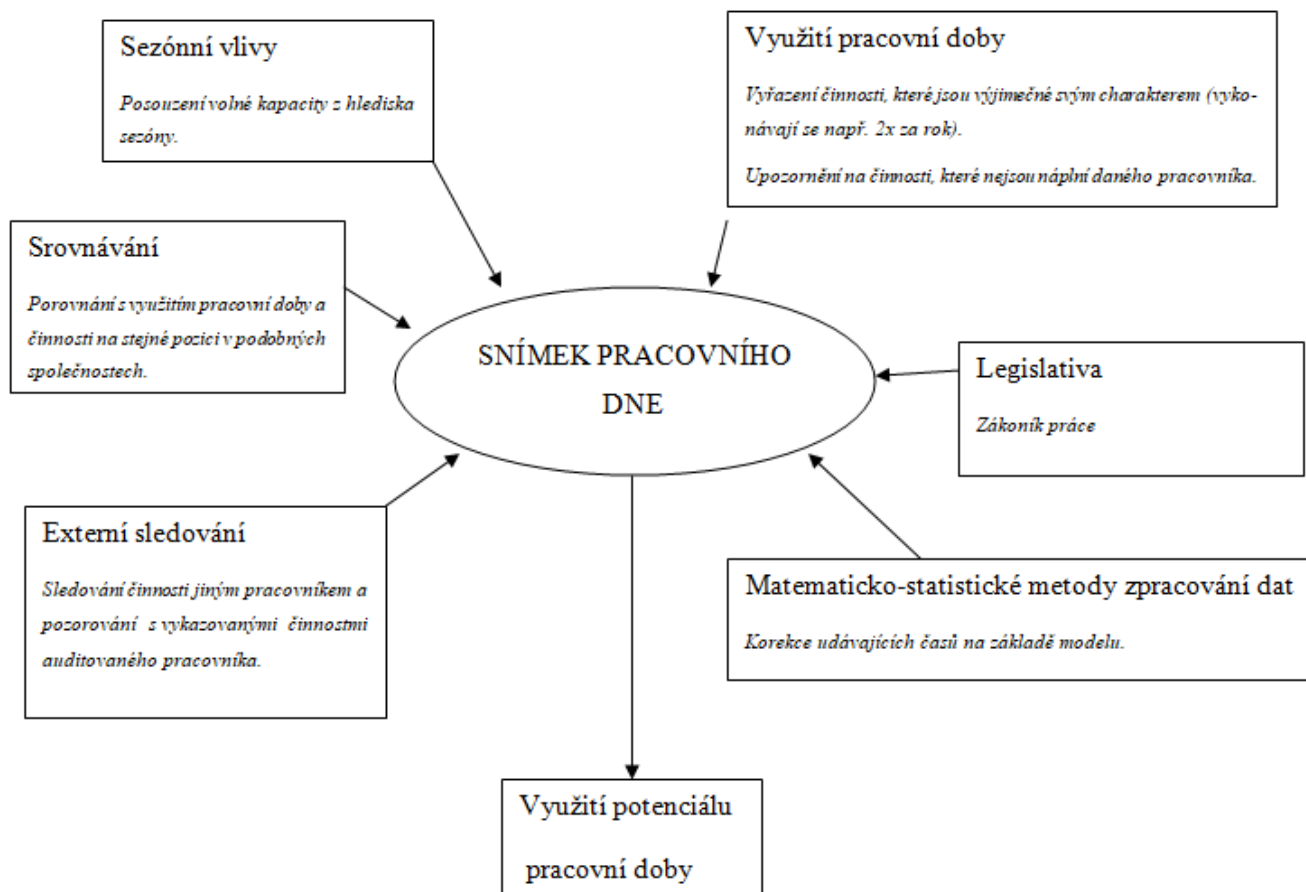 Sezónní vlivy
Posouzení volné kapacity z hlediska
sezóny.
Využití pracovní doby
Vyřazení činnosti, které jsou výjimečné svým charakterem (vyko-
návají se např. 2x za rok).
Upozornění na činnosti, které nejsou náplní daného pracovníka.
Srovnávání
Porovnání s využitím pracovní doby a
činnosti na stejné pozici v podobných
společnostech.
SNÍMEK PRACOVNÍHO
DNE
Legislativa
Zákoník práce
Externí sledování
Sledování činnosti jiným pracovníkem a
pozorování s vykazovanými činnostmi
auditovaného pracovníka.
Matematicko-statistické metody zpracování dat
Korekce udávajících časů na základě modelu.
Využití potenciálu
pracovní doby